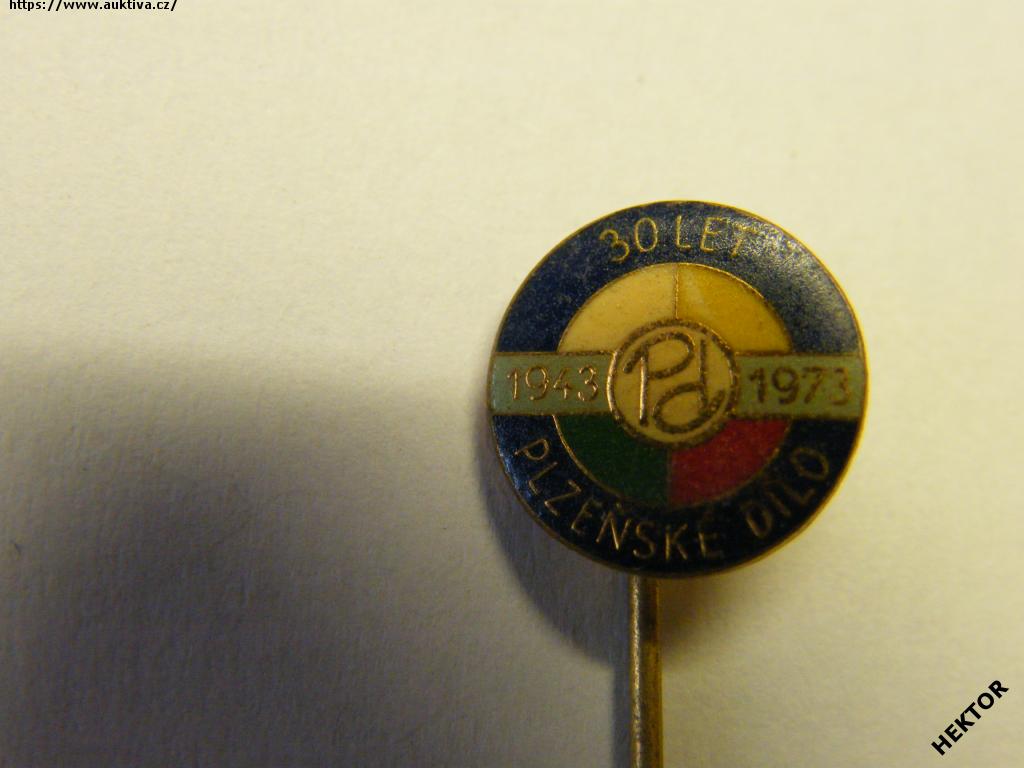 https://www.auktiva.cz/
30 LET
1943 Pd 1973
PLZEŇSKÉ DÍLO
HEKTOR